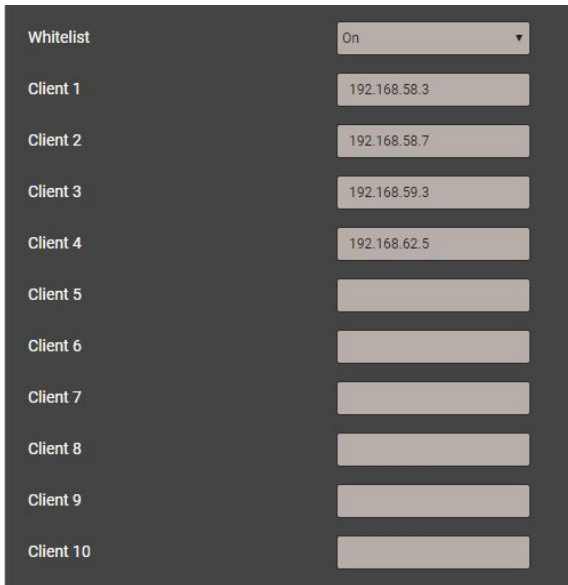 Whitelist On
Client 1 192.168.58.3
Client 2 192.168.58.7
Client 3 192.168.59.3
Client 4 192.168.62.5
Client 5
Client 6
Client 7
Client 8
Client 9
Client 10